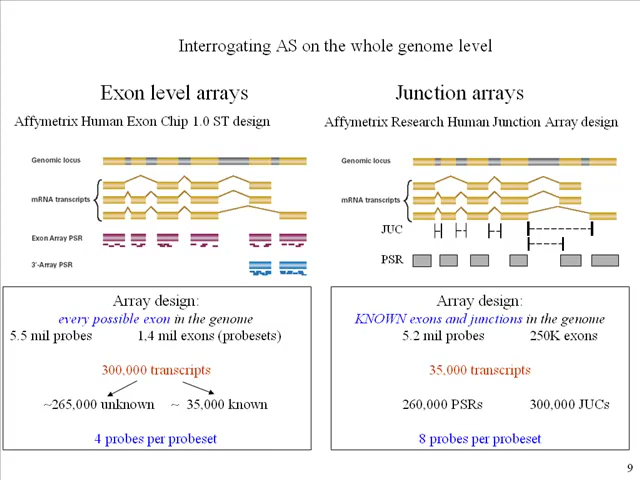 Interrogating AS on the whole genome level
Exon level arrays
Affymetrix Human Exon Chip 1.0 ST design
Genomic locus
mRNA transcripts
Exon Array PSR
3'-Array PSR
Array design:
every possible exon in the genome
5.5 mil probes 1.4 mil exons (probesets)
300,000 transcripts
~265,000 unknown ~ 35,000 known
4 probes per probeset
Junction arrays
Affymetrix Research Human Junction Array design
Genomic locus
mRNA transcripts
JUC
PSR
Array design:
KNOWN exons and junctions in the genome
5.2 mil probes 250K exons
35,000 transcripts
260,000 PSRs 300,000 JUCs
8 probes per probeset
9